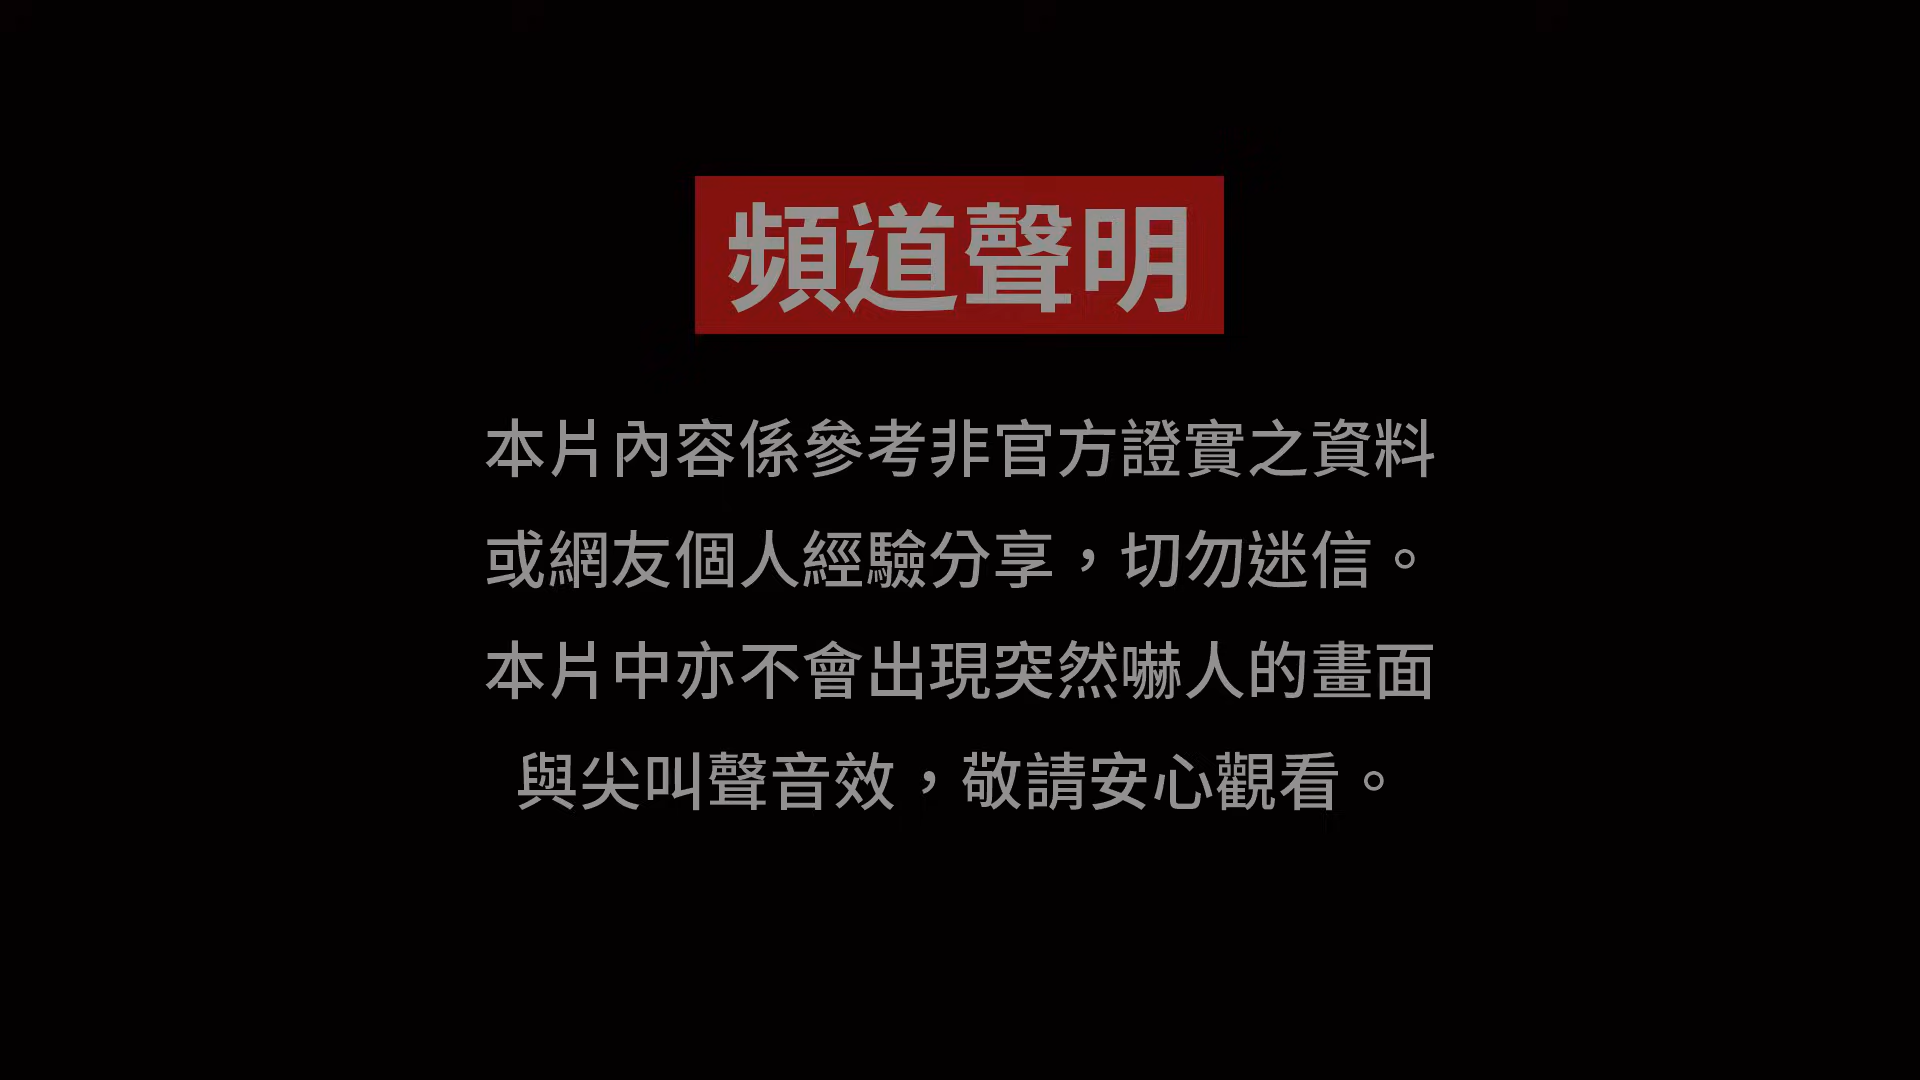 頻道聲明
本片內容係參考非官方證實之資料
或網友個人經驗分享，切勿迷信。
本片中亦不會出現突然嚇人的畫面
與尖叫聲音效，敬請安心觀看。